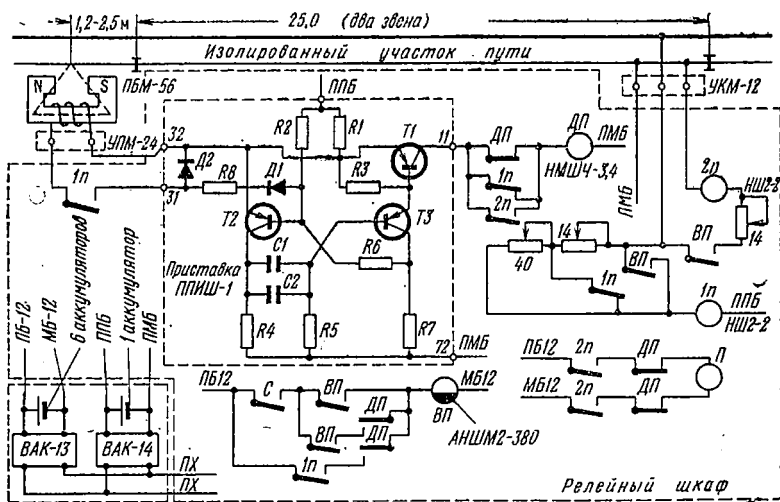 1,2-2,5м
25,0 (два звена)
Изолированный участок пути
N
S
ПБМ-56
УКМ-12
УПМ-24
ППБ
32
R2
R1
T1
11
ДП
ДП
ПМБ
НМШЧ-3,4
1п
2п
1п
Д2
R8
Д1
R3
31
T2
T3
C1
R6
C2
Приставка
ППИШ-1
R4
R5
R7
72
ПМБ
ПМБ
2п
НШ2-2
14
ВП
40
14
ВП
1п
1п
ППБ
НШ2-2
ПБ-12
МБ-12
6 аккумуляторов
ППБ
1 аккумулятор
ПМБ
ВАК-13
ВАК-14
ПХ
ПХ
ПБ12
С
ВП
МБ12
ДП
ВП
ВП
ДП
АНШМ2-380
1п
ПБ12
2п
ДП
П
МБ12
2п
ДП
Релейный шкаф